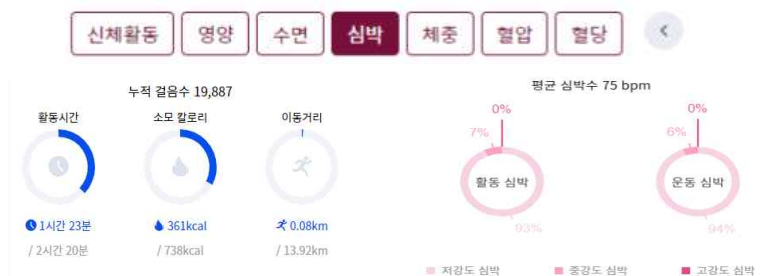 신체활동 영양 수면 심박 체중 혈압 혈당
누적 걸음수 19,887
활동시간 소모 칼로리 이동거리
1시간 23분 361kcal 0.08km
/ 2시간 20분 / 738kcal / 13.92km
평균 심박수 75 bpm
0% 0%
7% 6%
활동 심박 운동 심박
93% 94%
저강도 심박 중강도 심박 고강도 심박